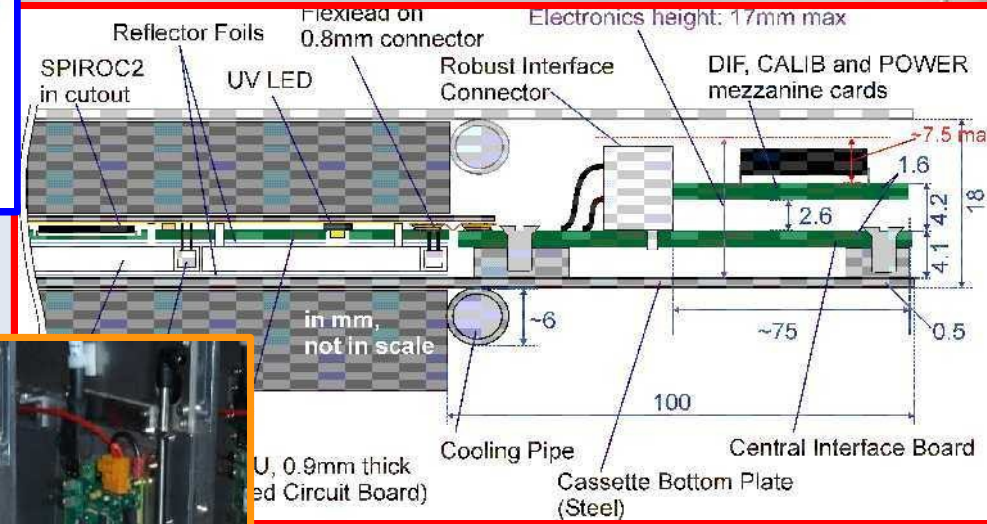 Flexlead on
0.8mm connector
Electronics height: 17mm max
Reflector Foils
SPIROC2
in cutout
UV LED
Robust Interface
Connector
DIF, CALIB and POWER
mezzanine cards
~7.5
1.6
2.6
4.2
18
4.1
in mm,
not in scale
~6
~75
0.5
100
Cooling Pipe
Central Interface Board
Cassette Bottom Plate
(Steel)
0.9mm thick
Circuit Board)